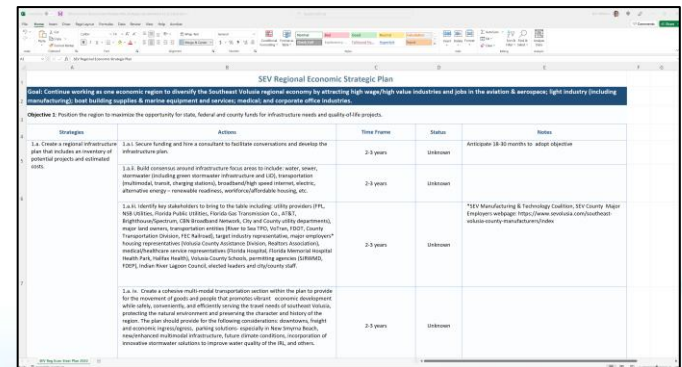 SEV Regional Economic Strategic Plan
Goal: Continue working as one economic region to diversify the Southeast Volusia regional economy by attracting high wage/high value industries and jobs in the aviation & aerospace; light industry (including
manufacturing); boat building supplies & marine equipment and services; medical; and corporate office industries.
Objective 1: Position the region to maximize the opportunity for state, federal and county funds for infrastructure needs and quality-of-life projects.
Strategies Actions Time Frame Status Notes
1.a. Create a regional infrastructure
plan that includes an inventory of
potential projects and estimated
costs.
1.a.i. Secure funding and hire a consultant to facilitate conversations and develop the
infrastructure plan.
2-3 years
Unknown
Anticipate 18-30 months to adopt objective
1.a.ii. Build consensus around infrastructure focus areas to include: water, sewer,
stormwater (including green stormwater infrastructure and LID), transportation
(multimodal, transit, charging stations), broadband/high speed internet, electric,
alternative energy – renewable readiness, workforce/affordable housing, etc.
2-3 years
Unknown
1.a.iii. Identify key stakeholders to bring to the table including: utility providers (FPL,
NSB Utilities, Florida Public Utilities, Florida Gas Transmission Co., AT&T,
Brighthouse/Spectrum, CBN Broadband Network, City and County utility departments),
major land owners, transportation entities (River to Sea TPO, VoTran, FDOT, County
Transportation Division, FEC Railroad), target industry representative, major employers*
housing representatives (Volusia County Assistance Division, Realtors Association),
medical/healthcare service representatives (Florida Hospital, Florida Memorial Hospital
Health Park, Halifax Health), Volusia County Schools, permitting agencies (SJRWMD,
FDEP), Indian River Lagoon Council, elected leaders and city/county staff.
2-3 years
Unknown
*SEV Manufacturing & Technology Coalition, SEV County Major
Employers webpage: https://www.sevolusia.com/southeast-
volusia-county-manufacturers/index
1.a. iv. Create a cohesive multi-modal transportation section within the plan to provide
for the movement of goods and people that promotes vibrant economic development
while safely, conveniently, and efficiently serving the travel needs of southeast Volusia,
protecting the natural environment and preserving the character and history of the
region. The plan should provide for the following considerations: downtowns, freight
and economic ingress/egress, parking solutions- especially in New Smyrna Beach,
new/enhanced multimodal infrastructure, future climate conditions, incorporation of
innovative stormwater solutions to improve water quality of the IRL, and others.
2-3 years
Unknown